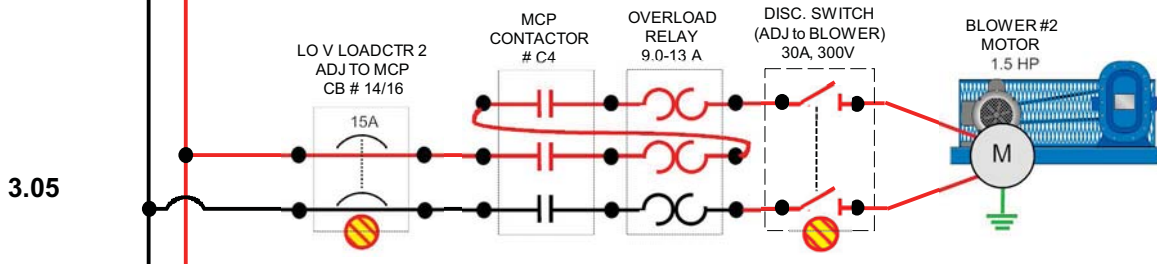 LO V LOADCTR 2
ADJ TO MCP
CB # 14/16
15A
MCP
CONTACTOR
# C4
OVERLOAD
RELAY
9.0-13 A
DISC. SWITCH
(ADJ to BLOWER)
30A, 300V
BLOWER #2
MOTOR
1.5 HP
M
3.05